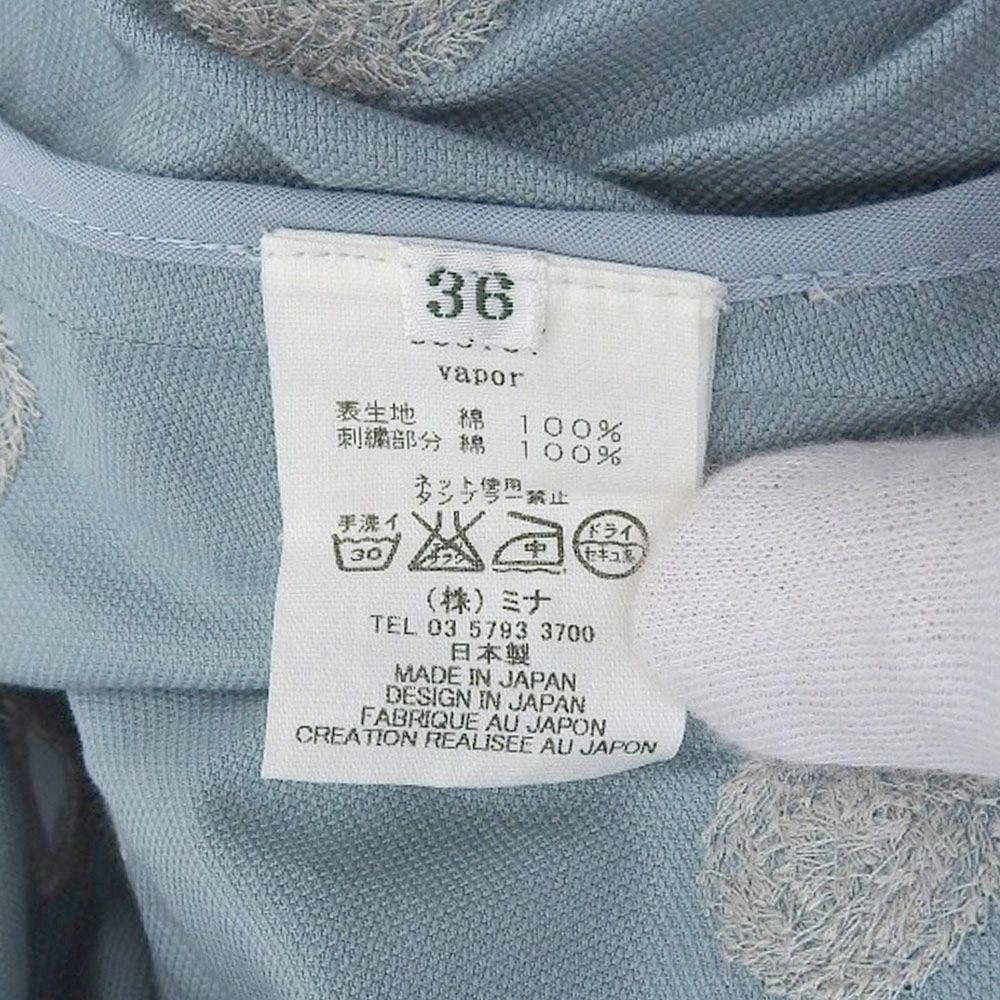 36
vapor
表生地 綿 100%
刺繍部分 綿 100%
ネット使用
タンブラー禁止
手洗イ
30
中
ドライ
セキユ系
(株)ミナ
TEL 03 5793 3700
日本製
MADE IN JAPAN
DESIGN IN JAPAN
FABRIQUE AU JAPON
CREATION REALISEE AU JAPON